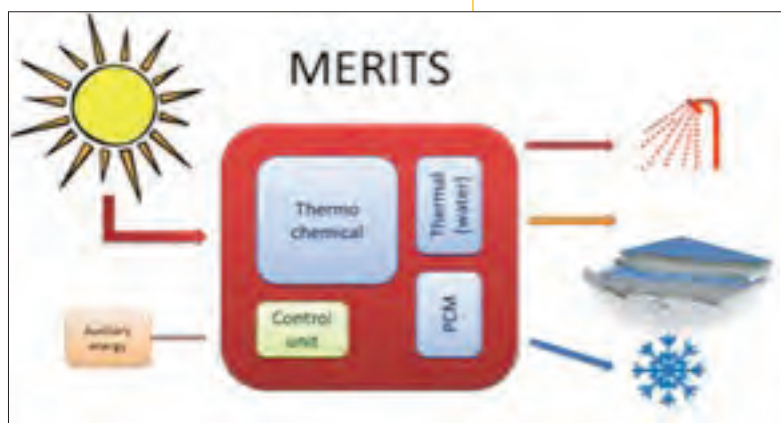 MERITS
Thermo
chemical
Thermal
(water)
Control
unit
PCM
Auxiliary
energy